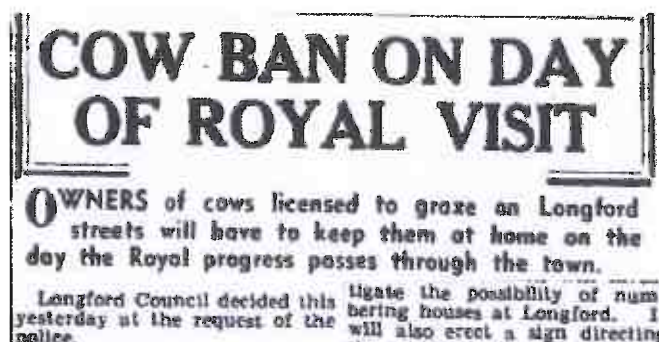 COW BAN ON DAY
OF ROYAL VISIT
OWNERS of cows licensed to graze on Longford
streets will have to keep them at home on the
day the Royal progress passes through the town.
Longford Council decided this
yesterday at the request of the
police.
tigate the possibility of num-
bering houses at Longford. I
will also erect a sign directing